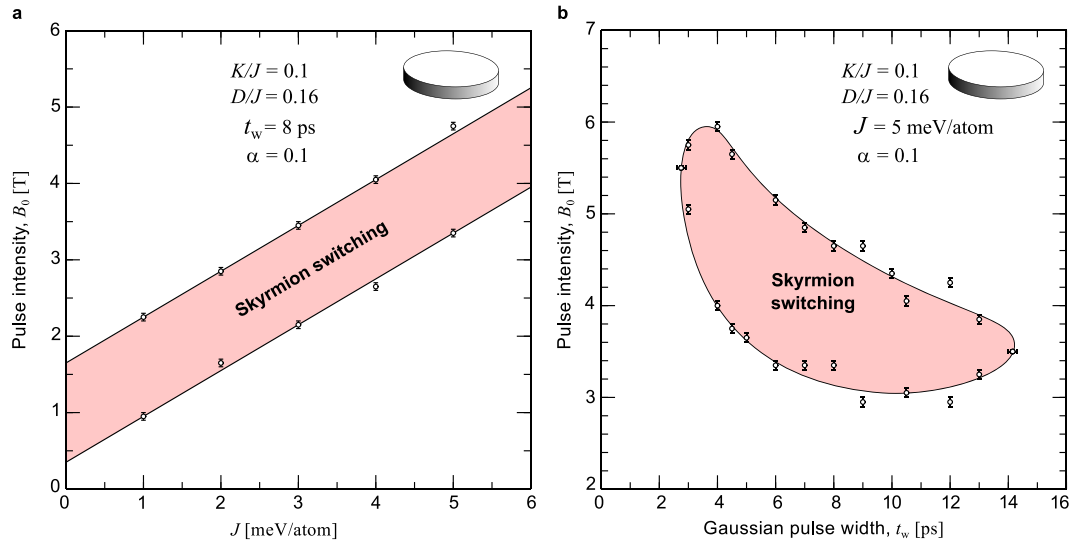 a
6
5
4
3
2
1
0
Pulse intensity, B₀ [T]
K/J = 0.1
D/J = 0.16
t_w = 8 ps
α = 0.1
Skyrmion switching
0 1 2 3 4 5 6
J [meV/atom]
b
7
6
5
4
3
2
Pulse intensity, B₀ [T]
K/J = 0.1
D/J = 0.16
J = 5 meV/atom
α = 0.1
Skyrmion
switching
0 2 4 6 8 10 12 14 16
Gaussian pulse width, t_w [ps]